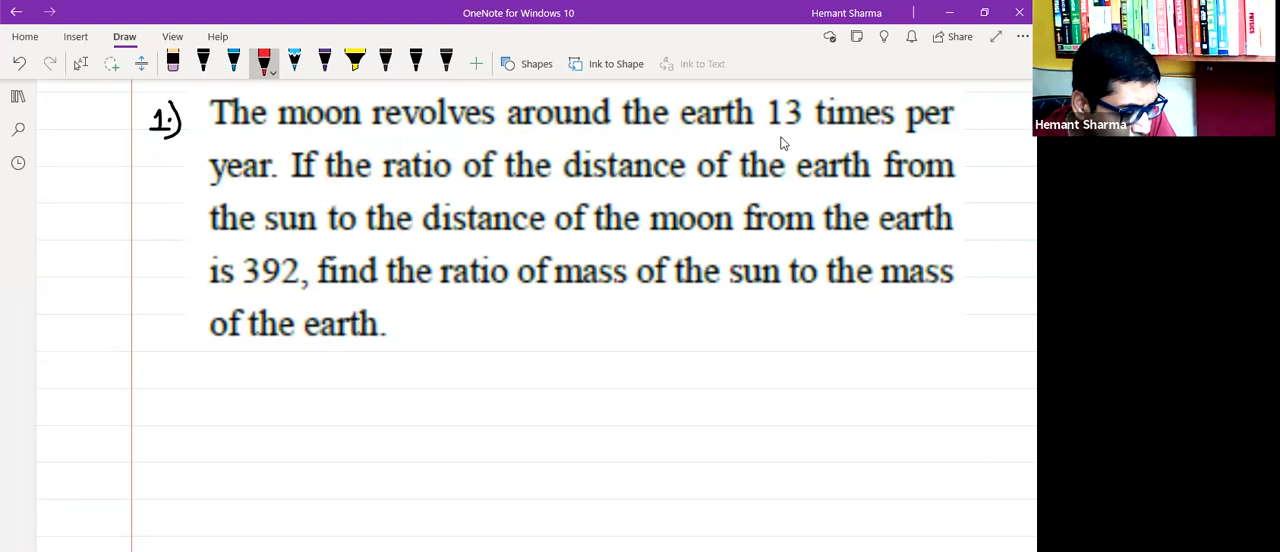 OneNote for Windows 10
Hemant Sharma
Home Insert Draw View Help
Share
Shapes Ink to Shape Ink to Text
Hemant Sharma
1.) The moon revolves around the earth 13 times per
year. If the ratio of the distance of the earth from
the sun to the distance of the moon from the earth
is 392, find the ratio of mass of the sun to the mass
of the earth.